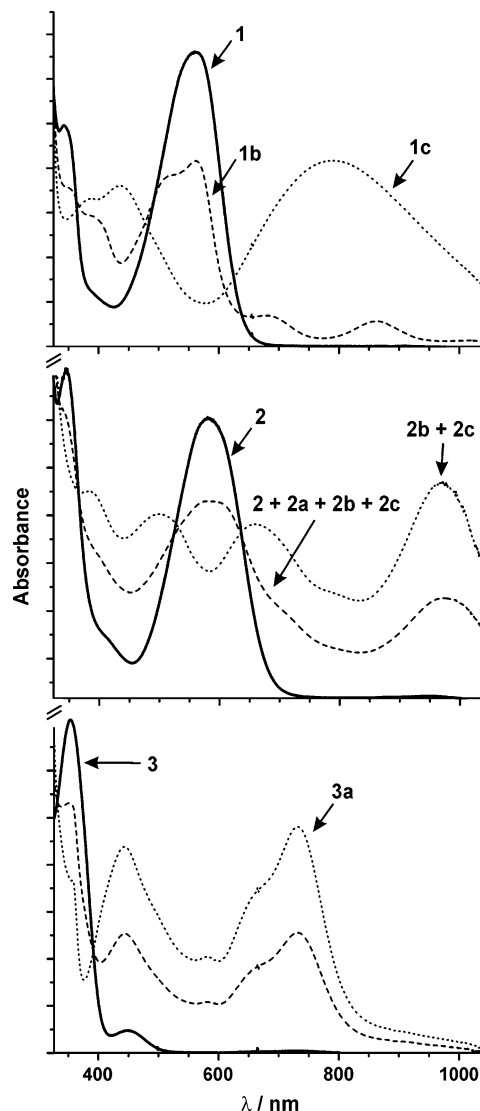 1
1b
1c
2
2b + 2c
2 + 2a + 2b + 2c
Absorbance
3
3a
400 600 800 1000
λ / nm